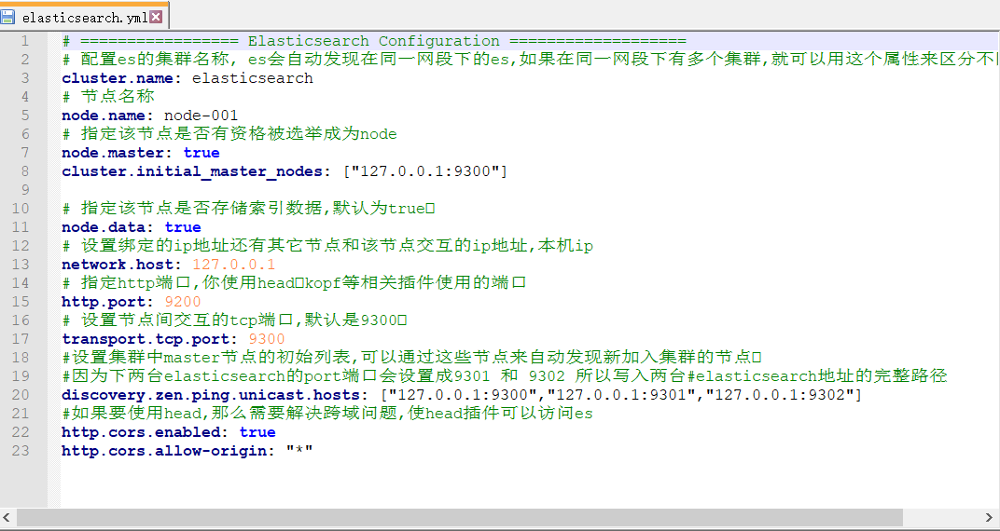 elasticsearch.yml
1 # ================= Elasticsearch Configuration ===================
2 # 配置es的集群名称, es会自动发现在同一网段下的es,如果在同一网段下有多个集群,就可以用这个属性来区分不
3 cluster.name: elasticsearch
4 # 节点名称
5 node.name: node-001
6 # 指定该节点是否有资格被选举成为node
7 node.master: true
8 cluster.initial_master_nodes: ["127.0.0.1:9300"]
9
10 # 指定该节点是否存储索引数据,默认为true
11 node.data: true
12 # 设置绑定的ip地址还有其它节点和该节点交互的ip地址,本机ip
13 network.host: 127.0.0.1
14 # 指定http端口,你使用head kopf等相关插件使用的端口
15 http.port: 9200
16 # 设置节点间交互的tcp端口,默认是9300
17 transport.tcp.port: 9300
18 #设置集群中master节点的初始列表,可以通过这些节点来自动发现新加入集群的节点
19 #因为下两台elasticsearch的port端口会设置成9301 和 9302 所以写入两台#elasticsearch地址的完整路径
20 discovery.zen.ping.unicast.hosts: ["127.0.0.1:9300","127.0.0.1:9301","127.0.0.1:9302"]
21 #如果要使用head,那么需要解决跨域问题,使head插件可以访问es
22 http.cors.enabled: true
23 http.cors.allow-origin: "*"